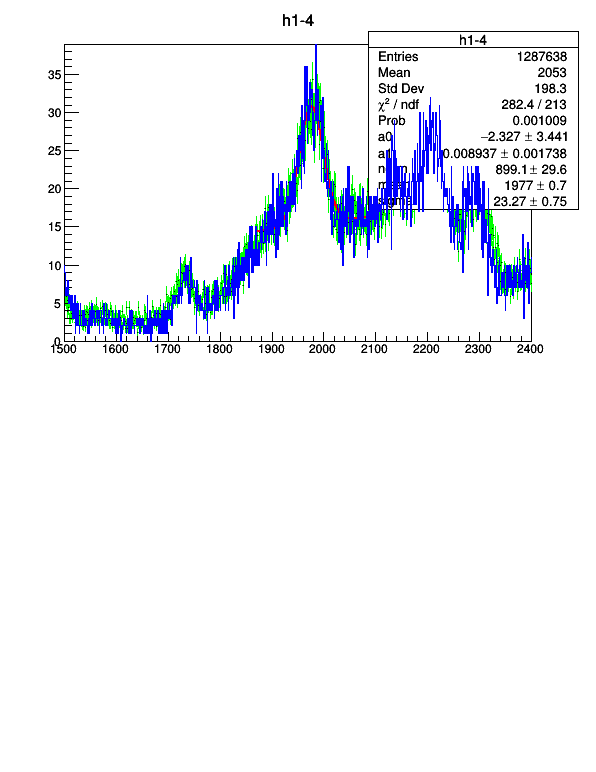 h1-4
h1-4
Entries 1287638
Mean 2053
Std Dev 198.3
χ² / ndf 282.4 / 213
Prob 0.001009
a0 −2.327 ± 3.441
0.008937 ± 0.001738
899.1 ± 29.6
1977 ± 0.7
23.27 ± 0.75
35
30
25
20
15
10
5
0
1500 1600 1700 1800 1900 2000 2100 2200 2300 2400